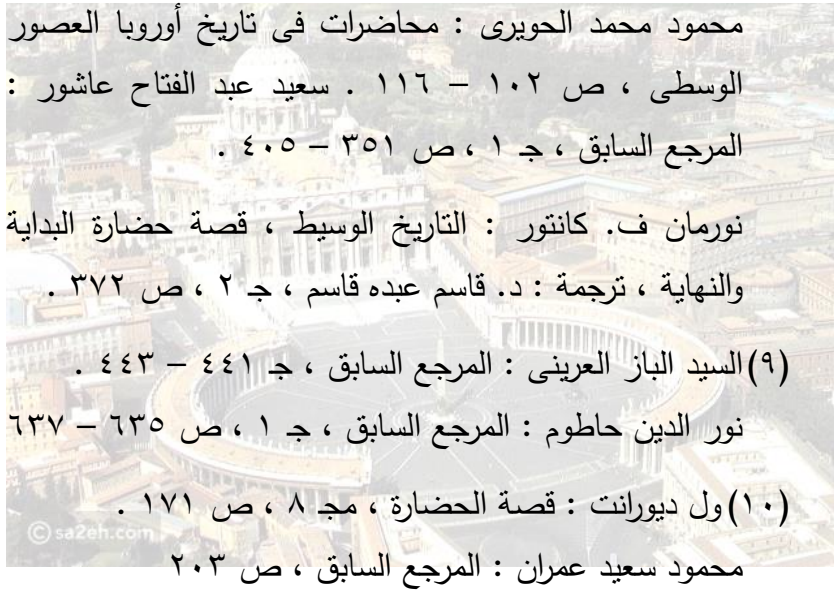 محمود محمد الحويرى : محاضرات فى تاريخ أوروبا العصور
الوسطى ، ص ١٠٢ – ١١٦ . سعيد عبد الفتاح عاشور :
المرجع السابق ، جـ ١ ، ص ٣٥١ – ٤٠٥ .
نورمان ف. كانتور : التاريخ الوسيط ، قصة حضارة البداية
والنهاية ، ترجمة : د. قاسم عبده قاسم ، جـ ٢ ، ص ٣٧٢ .
(٩) السيد الباز العرينى : المرجع السابق ، جـ ٤٤١ – ٤٤٣ .
نور الدين حاطوم : المرجع السابق ، جـ ١ ، ص ٦٣٥ – ٦٣٧
(١٠) ول ديورانت : قصة الحضارة ، مجـ ٨ ، ص ١٧١ .
© sa2eh.com
محمود سعيد عمران : المرجع السابق ، ص ٢٠٣